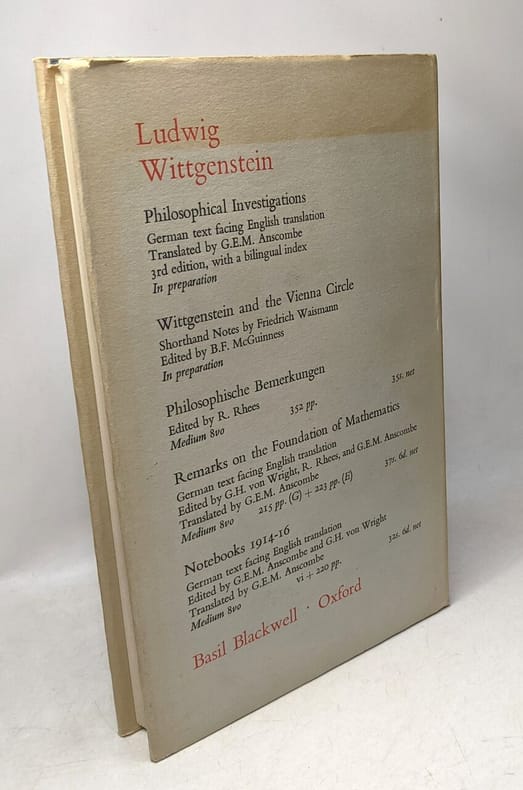 Ludwig
Wittgenstein
Philosophical Investigations
German text facing English translation
Translated by G.E.M. Anscombe
3rd edition, with a bilingual index
In preparation
Wittgenstein and the Vienna Circle
Shorthand Notes by Friedrich Waismann
Edited by B.F. McGuinness
In preparation
Philosophische Bemerkungen
Edited by R. Rhees
Medium 8vo 352 pp. 35s. net
Remarks on the Foundation of Mathematics
German text facing English translation
Edited by G.H. von Wright, R. Rhees, and G.E.M. Anscombe
Translated by G.E.M. Anscombe
Medium 8vo 215 pp. (G) + 223 pp. (E) 37s. 6d. net
Notebooks 1914-16
German text facing English translation
Edited by G.E.M. Anscombe and G.H. von Wright
Translated by G.E.M. Anscombe
Medium 8vo vi + 220 pp. 32s. 6d. net
Basil Blackwell · Oxford